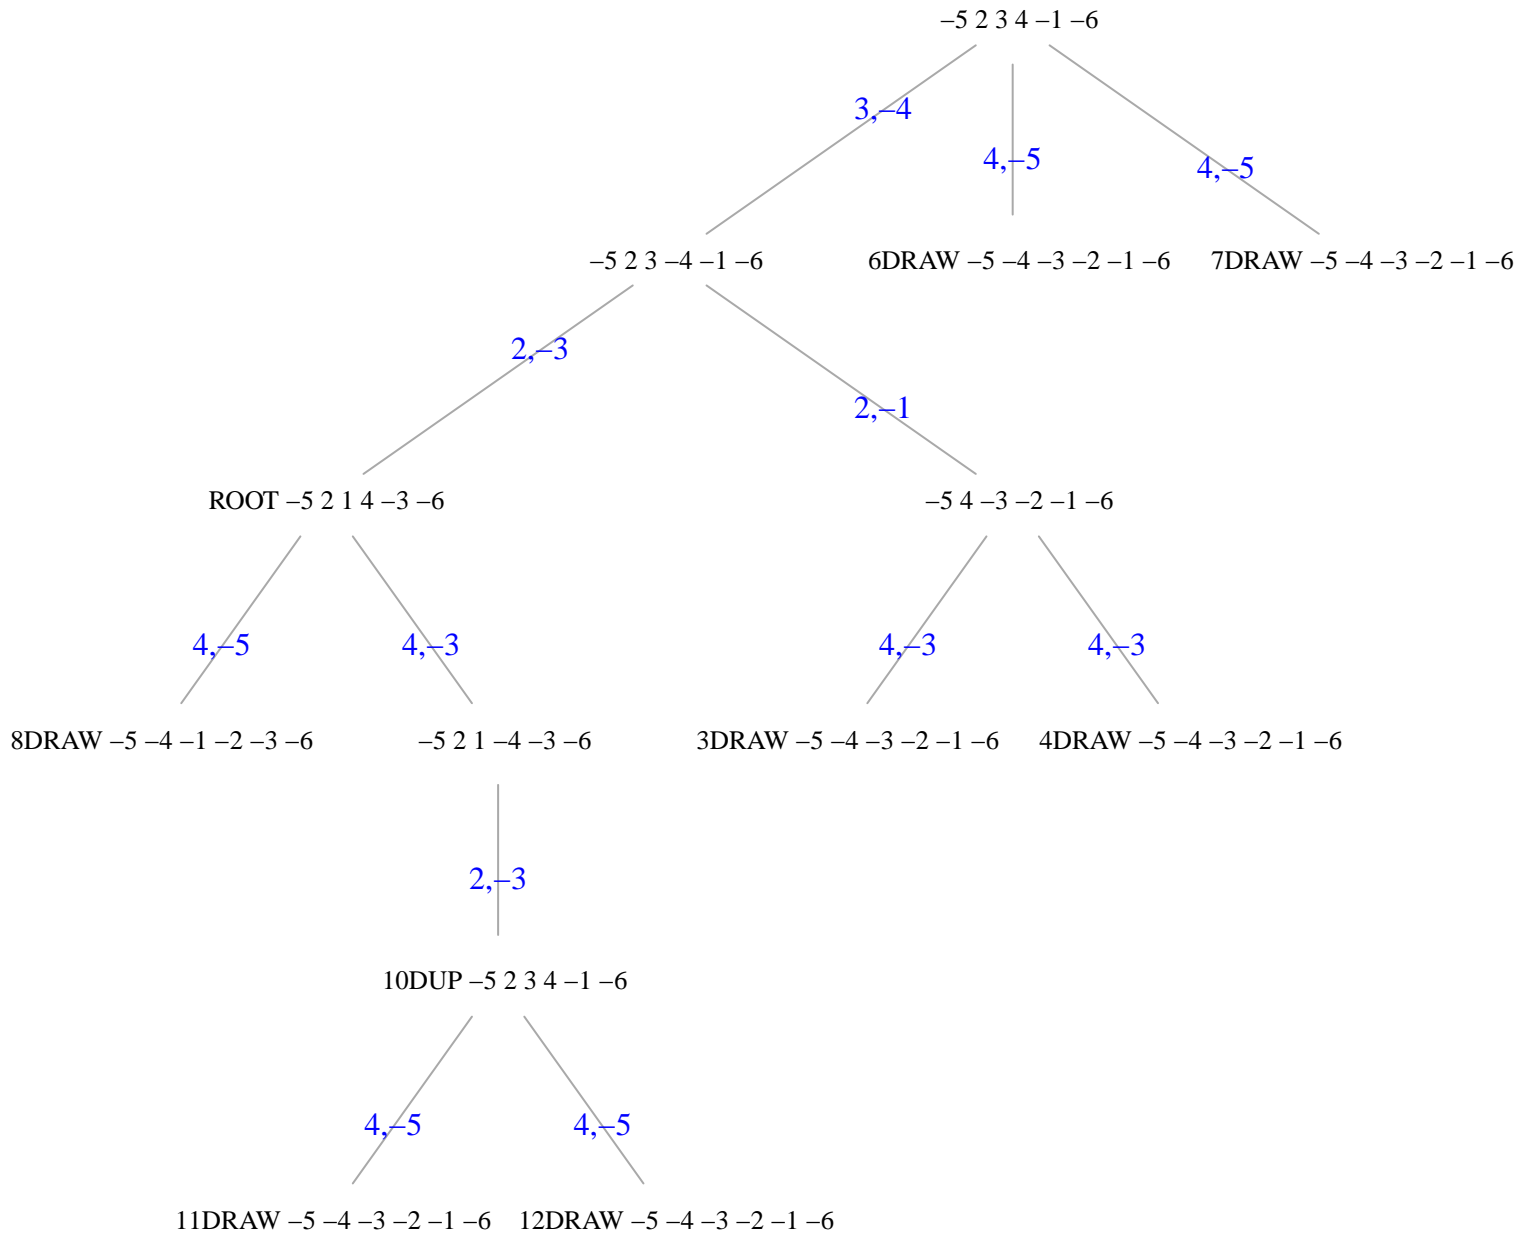 –5 2 3 4 –1 –6
3,–4
4,–5
4,–5
–5 2 3 –4 –1 –6
6DRAW –5 –4 –3 –2 –1 –6
7DRAW –5 –4 –3 –2 –1 –6
2,–3
2,–1
ROOT –5 2 1 4 –3 –6
–5 4 –3 –2 –1 –6
4,–5
4,–3
4,–3
4,–3
8DRAW –5 –4 –1 –2 –3 –6
–5 2 1 –4 –3 –6
3DRAW –5 –4 –3 –2 –1 –6
4DRAW –5 –4 –3 –2 –1 –6
2,–3
10DUP –5 2 3 4 –1 –6
4,–5
4,–5
11DRAW –5 –4 –3 –2 –1 –6
12DRAW –5 –4 –3 –2 –1 –6